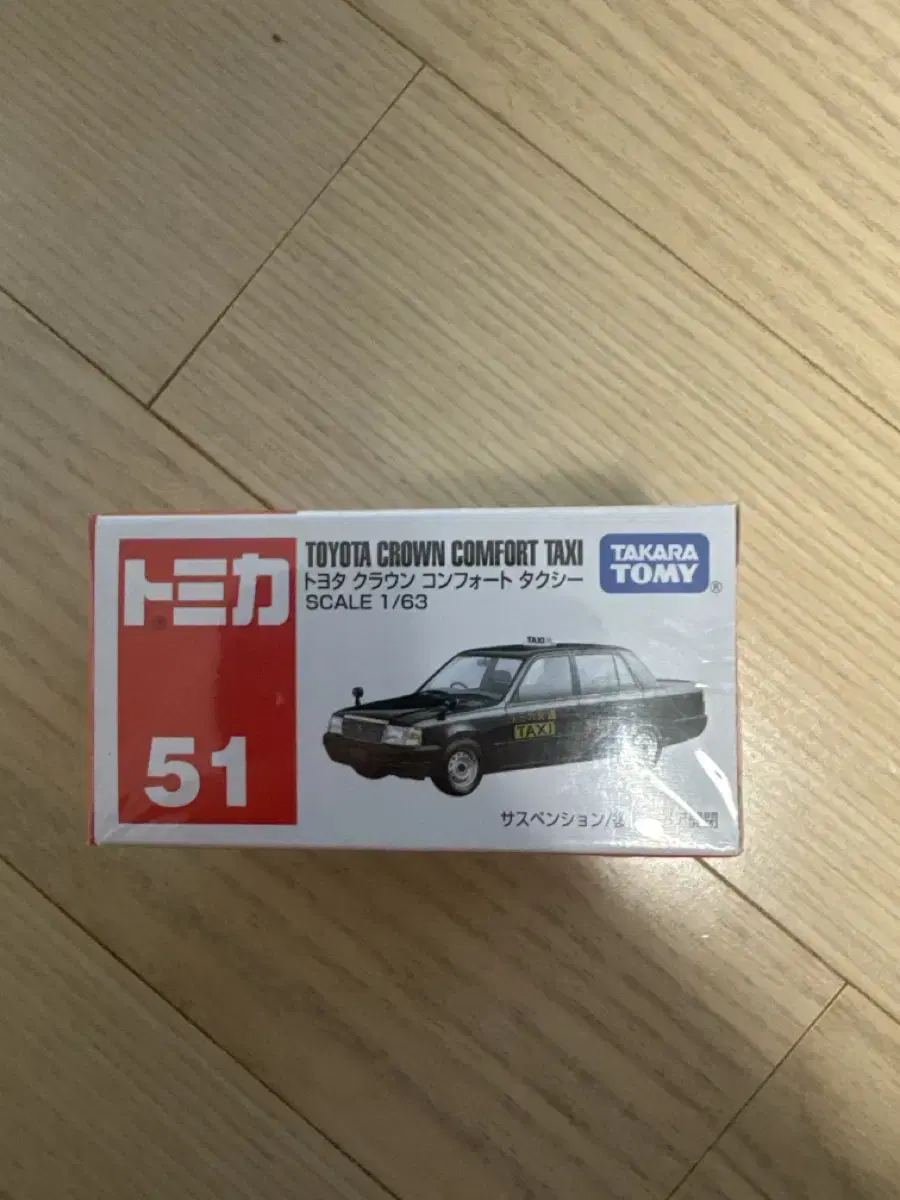 トミカ
51
TOYOTA CROWN COMFORT TAXI
トヨタ クラウン コンフォート タクシー
SCALE 1/63
TAKARA
TOMY
®
TAXI
TAXI
サスペンション/
開閉